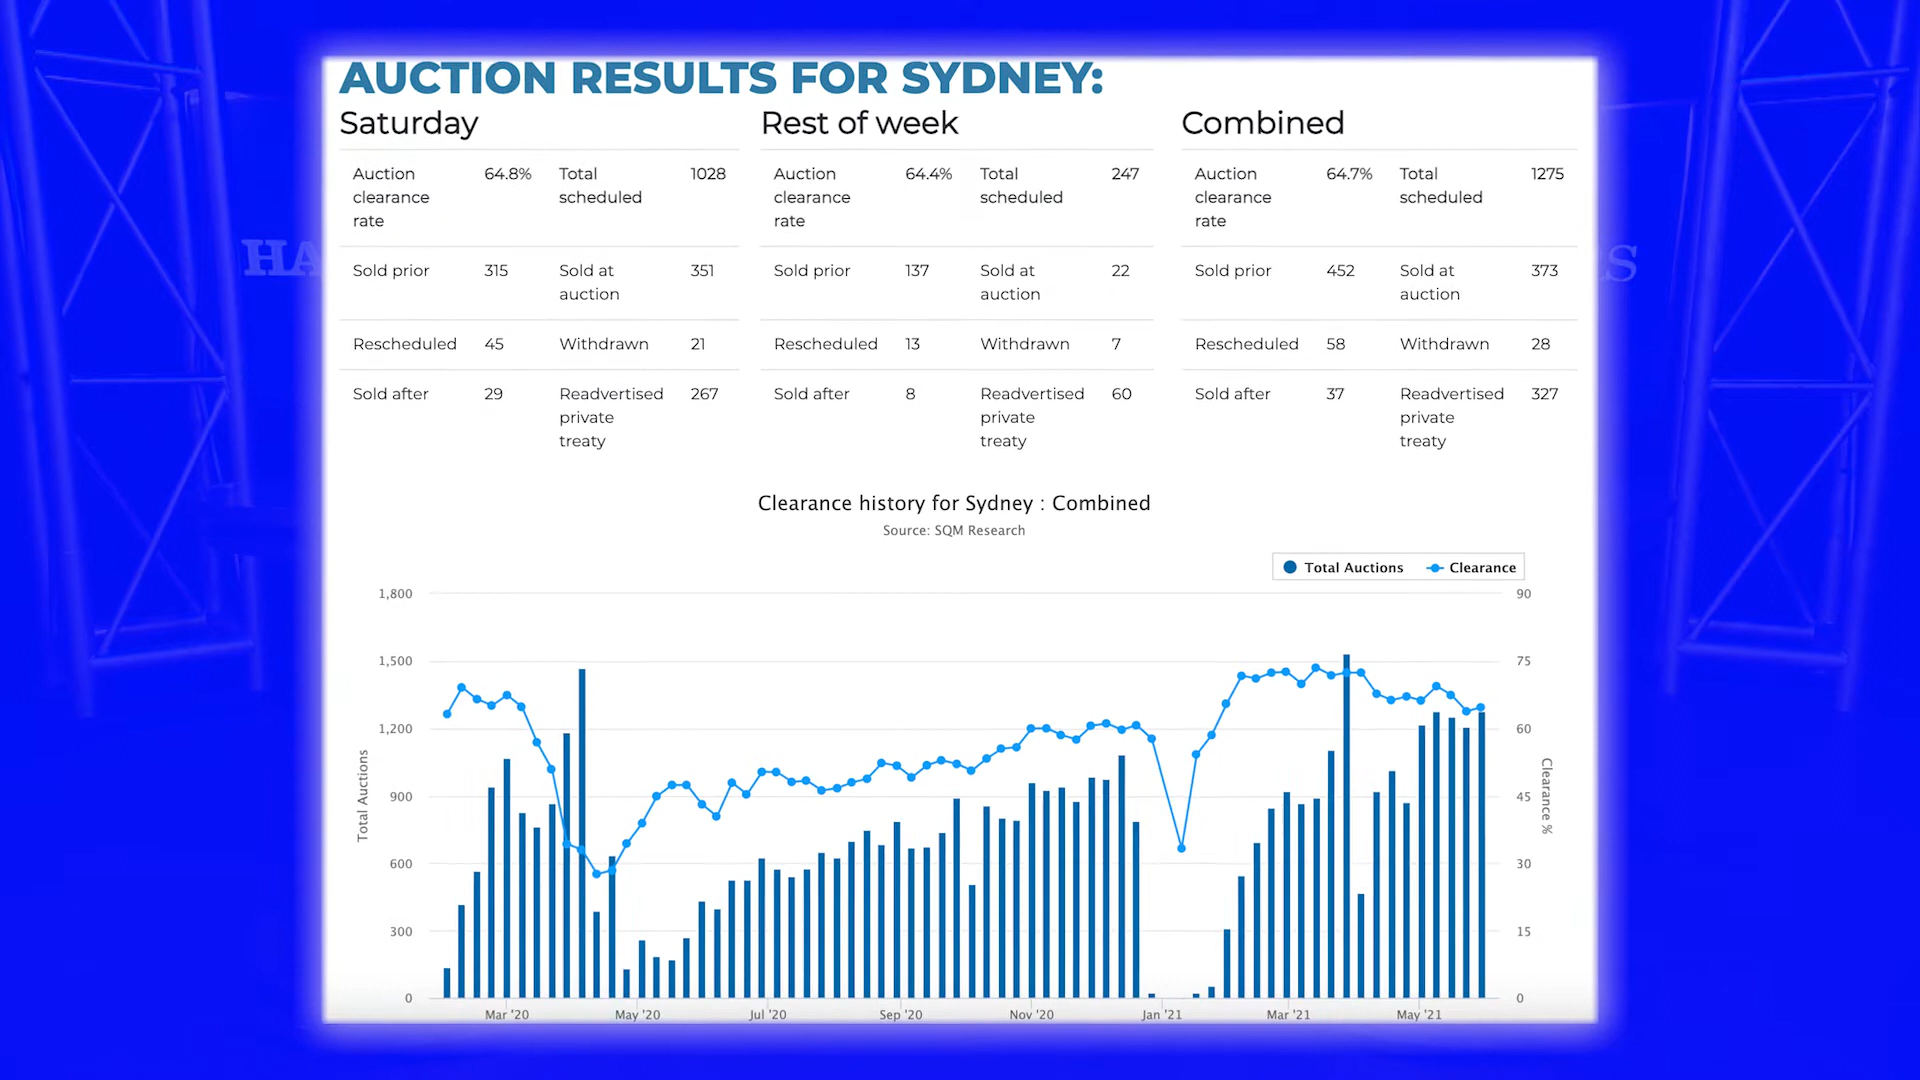 AUCTION RESULTS FOR SYDNEY:
Saturday
Auction clearance rate 64.8% Total scheduled 1028
Sold prior 315 Sold at auction 351
Rescheduled 45 Withdrawn 21
Sold after 29 Readvertised private treaty 267
Rest of week
Auction clearance rate 64.4% Total scheduled 247
Sold prior 137 Sold at auction 22
Rescheduled 13 Withdrawn 7
Sold after 8 Readvertised private treaty 60
Combined
Auction clearance rate 64.7% Total scheduled 1275
Sold prior 452 Sold at auction 373
Rescheduled 58 Withdrawn 28
Sold after 37 Readvertised private treaty 327
Clearance history for Sydney : Combined
Source: SQM Research
Total Auctions Clearance
1,800 90
1,500 75
1,200 60
900 45
600 30
300 15
0 0
Total Auctions
Clearance %
Mar '20 May '20 Jul '20 Sep '20 Nov '20 Jan '21 Mar '21 May '21